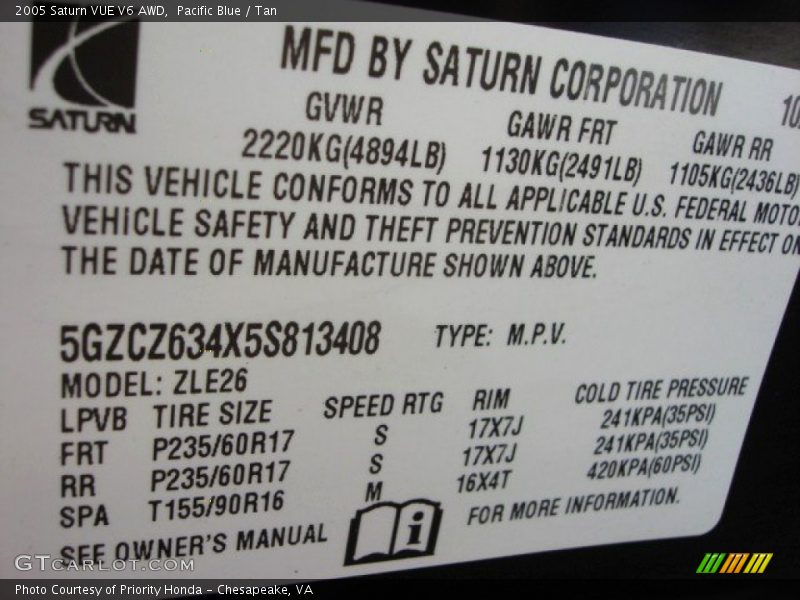 2005 Saturn VUE V6 AWD,  Pacific Blue / Tan
MFD BY SATURN CORPORATION
SATURN
GVWR GAWR FRT GAWR RR
2220KG(4894LB) 1130KG(2491LB) 1105KG(2436LB)
THIS VEHICLE CONFORMS TO ALL APPLICABLE U.S. FEDERAL MOTO
VEHICLE SAFETY AND THEFT PREVENTION STANDARDS IN EFFECT ON
THE DATE OF MANUFACTURE SHOWN ABOVE.
5GZCZ634X5S813408 TYPE: M.P.V.
MODEL: ZLE26
LPVB TIRE SIZE SPEED RTG RIM COLD TIRE PRESSURE
FRT P235/60R17 S 17X7J 241KPA(35PSI)
RR P235/60R17 S 17X7J 241KPA(35PSI)
SPA T155/90R16 M 16X4T 420KPA(60PSI)
SEE OWNER'S MANUAL i FOR MORE INFORMATION.
GTCARLOT.COM
Photo Courtesy of Priority Honda - Chesapeake, VA